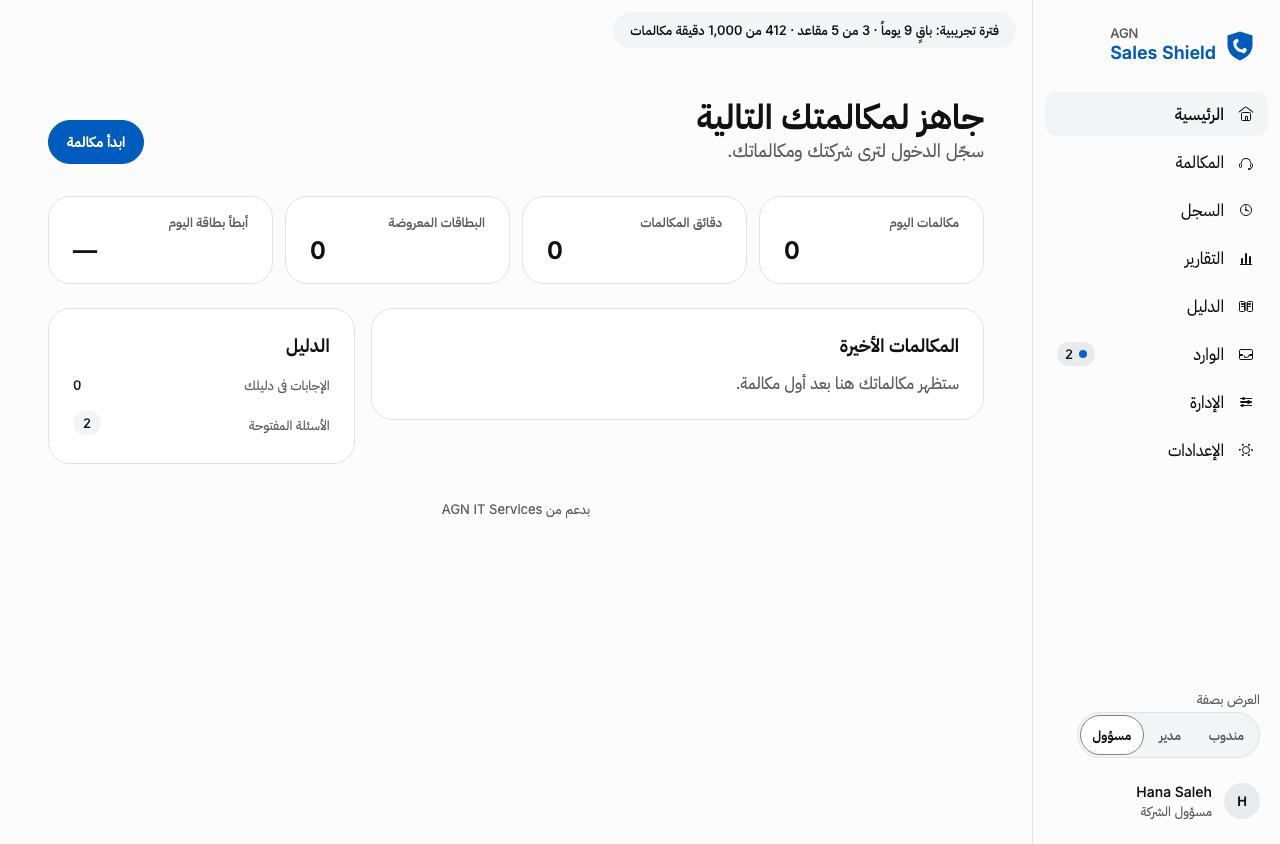 AGN
Sales Shield
الرئيسية
المكالمة
السجل
التقارير
الدليل
الوارد
2
الإدارة
الإعدادات
العرض بصفة
مندوب
مدير
مسؤول
H
Hana Saleh
مسؤول الشركة
فترة تجريبية: باقٍ 9 يوماً · 3 من 5 مقاعد · 412 من 1,000 دقيقة مكالمات
جاهز لمكالمتك التالية
سجّل الدخول لترى شركتك ومكالماتك.
ابدأ مكالمة
مكالمات اليوم
0
دقائق المكالمات
0
البطاقات المعروضة
0
أبطأ بطاقة اليوم
—
المكالمات الأخيرة
ستظهر مكالماتك هنا بعد أول مكالمة.
الدليل
الإجابات في دليلك
0
الأسئلة المفتوحة
2
بدعم من AGN IT Services